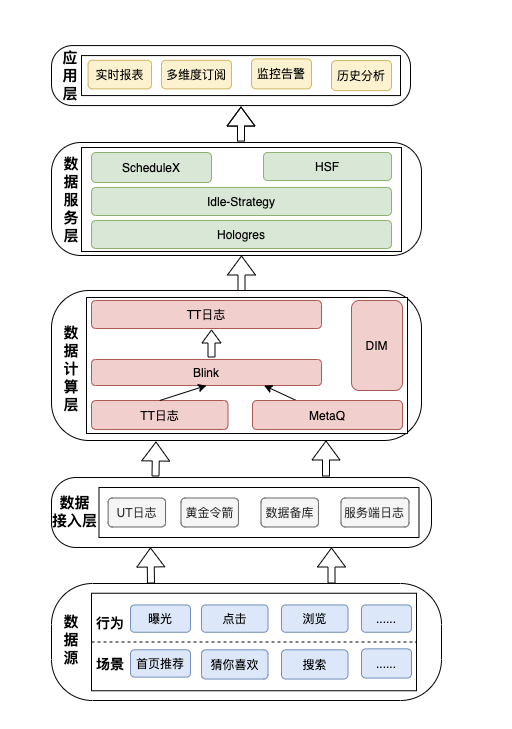 应用层
实时报表 多维度订阅 监控告警 历史分析
数据服务层
ScheduleX HSF
Idle-Strategy
Hologres
数据计算层
TT日志
DIM
Blink
TT日志 MetaQ
数据接入层
UT日志 黄金令箭 数据备库 服务端日志
数据源
行为 曝光 点击 浏览 ......
场景 首页推荐 猜你喜欢 搜索 ......